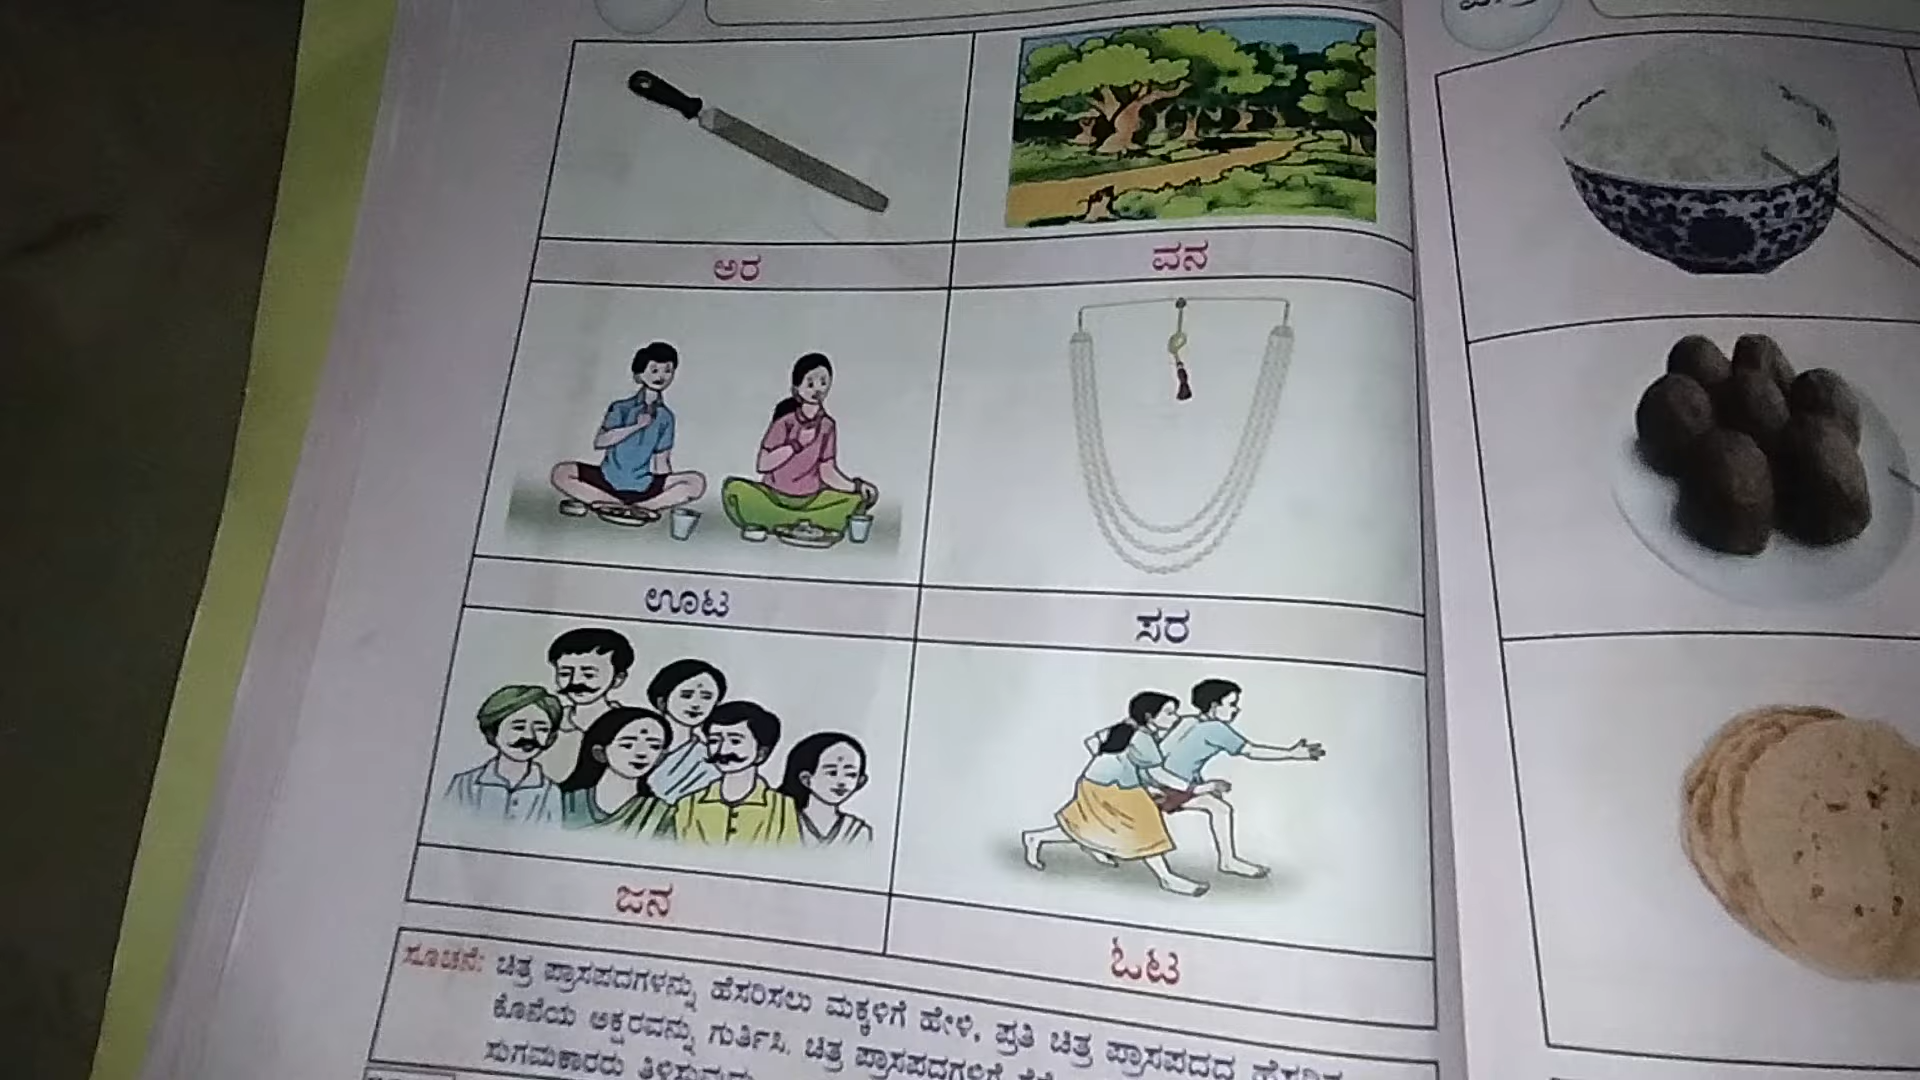 ಅರ
ವನ
ಊಟ
ಸರ
ಜನ
ಓಟ
ಸೂಚನೆ: ಚಿತ್ರ ಪ್ರಾಸಪದಗಳನ್ನು ಹೆಸರಿಸಲು ಮಕ್ಕಳಿಗೆ ಹೇಳಿ, ಪ್ರತಿ ಚಿತ್ರ ಪ್ರಾಸಪದದ
ಕೊನೆಯ ಅಕ್ಷರವನ್ನು ಗುರ್ತಿಸಿ. ಚಿತ್ರ ಪ್ರಾಸಪದಗಳಿಗೆ
ಸುಗಮಕಾರರು